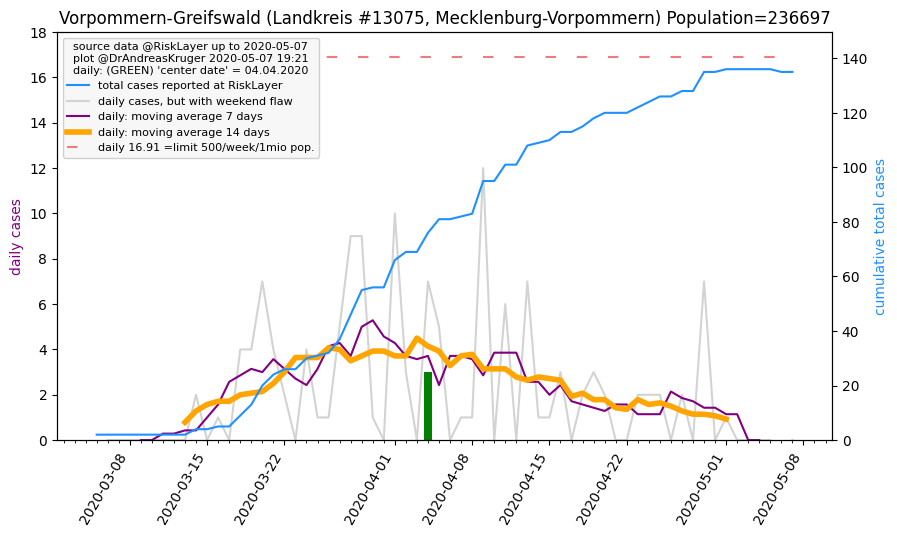 Vorpommern-Greifswald (Landkreis #13075, Mecklenburg-Vorpommern) Population=236697
source data @RiskLayer up to 2020-05-07
plot @DrAndreasKruger 2020-05-07 19:21
daily: (GREEN) 'center date' = 04.04.2020
total cases reported at RiskLayer
daily cases, but with weekend flaw
daily: moving average 7 days
daily: moving average 14 days
daily 16.91 =limit 500/week/1mio pop.
daily cases
18
16
14
12
10
8
6
4
2
0
cumulative total cases
140
120
100
80
60
40
20
0
2020-03-08
2020-03-15
2020-03-22
2020-04-01
2020-04-08
2020-04-15
2020-04-22
2020-05-01
2020-05-08